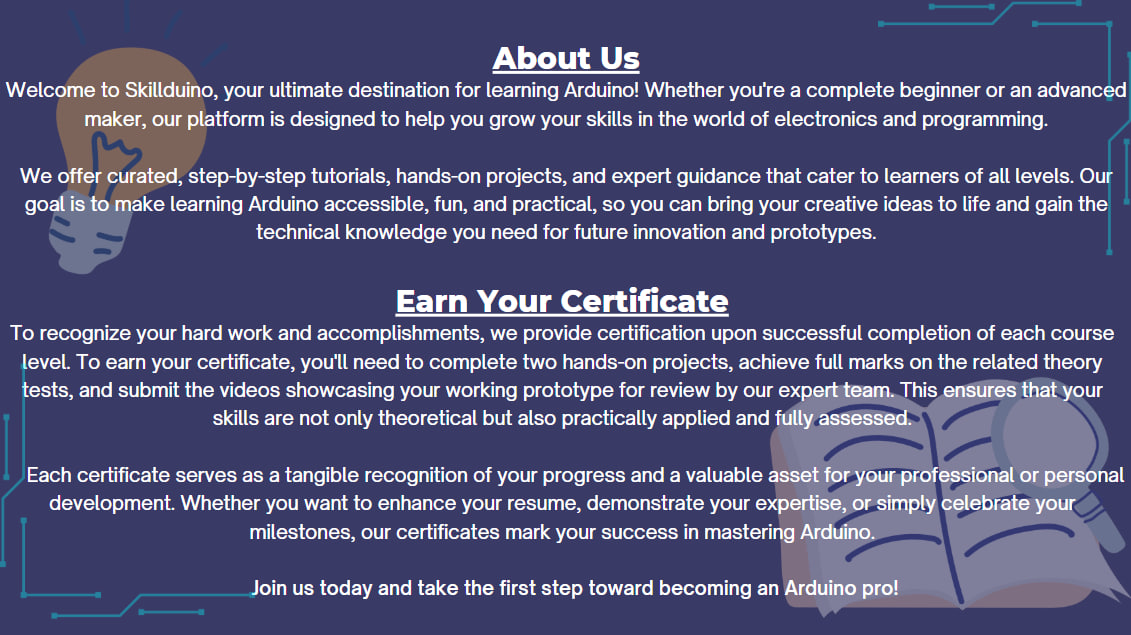 About Us
Welcome to Skillduino, your ultimate destination for learning Arduino! Whether you're a complete beginner or an advanced
maker, our platform is designed to help you grow your skills in the world of electronics and programming.
We offer curated, step-by-step tutorials, hands-on projects, and expert guidance that cater to learners of all levels. Our
goal is to make learning Arduino accessible, fun, and practical, so you can bring your creative ideas to life and gain the
technical knowledge you need for future innovation and prototypes.
Earn Your Certificate
To recognize your hard work and accomplishments, we provide certification upon successful completion of each course
level. To earn your certificate, you'll need to complete two hands-on projects, achieve full marks on the related theory
tests, and submit the videos showcasing your working prototype for review by our expert team. This ensures that your
skills are not only theoretical but also practically applied and fully assessed.
Each certificate serves as a tangible recognition of your progress and a valuable asset for your professional or personal
development. Whether you want to enhance your resume, demonstrate your expertise, or simply celebrate your
milestones, our certificates mark your success in mastering Arduino.
Join us today and take the first step toward becoming an Arduino pro!